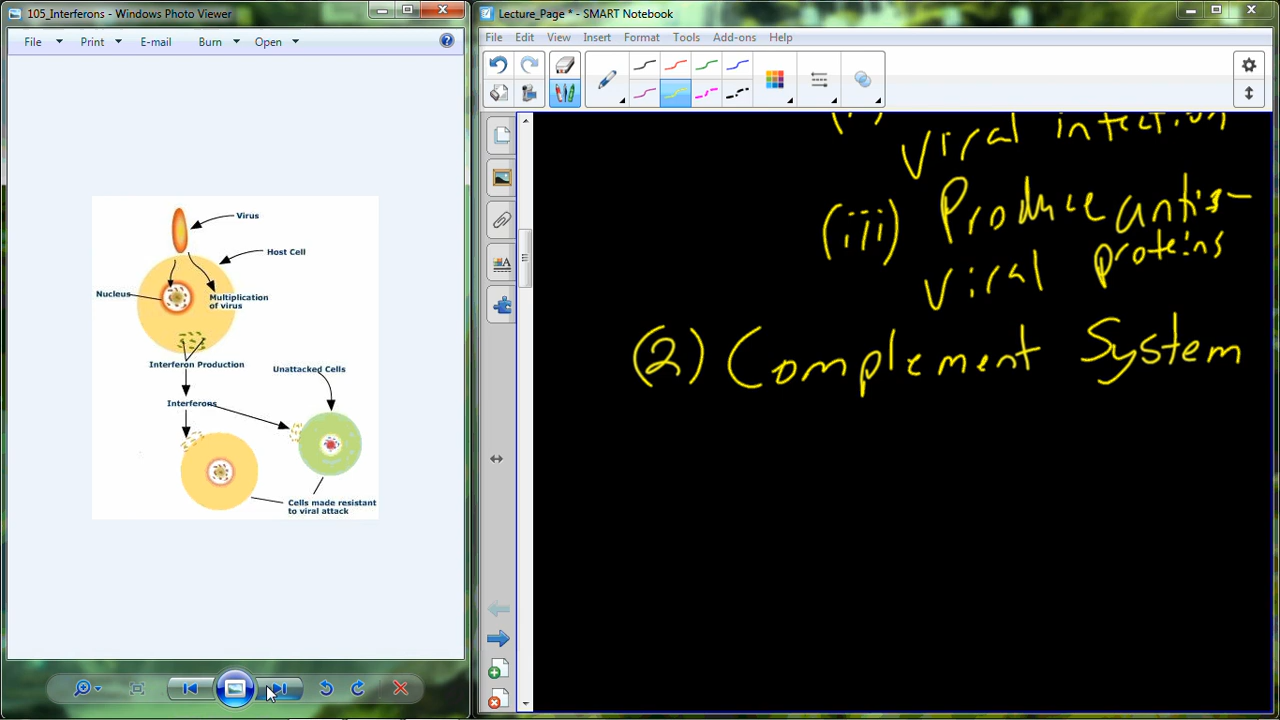 105_Interferons - Windows Photo Viewer
File Print E-mail Burn Open
Virus
Host Cell
Nucleus
Multiplication
of virus
Interferon Production
Unattacked Cells
Interferons
Cells made resistant
to viral attack
Lecture_Page * - SMART Notebook
File Edit View Insert Format Tools Add-ons Help
viral infection
(iii) Produce anti-
viral proteins
(2) Complement System